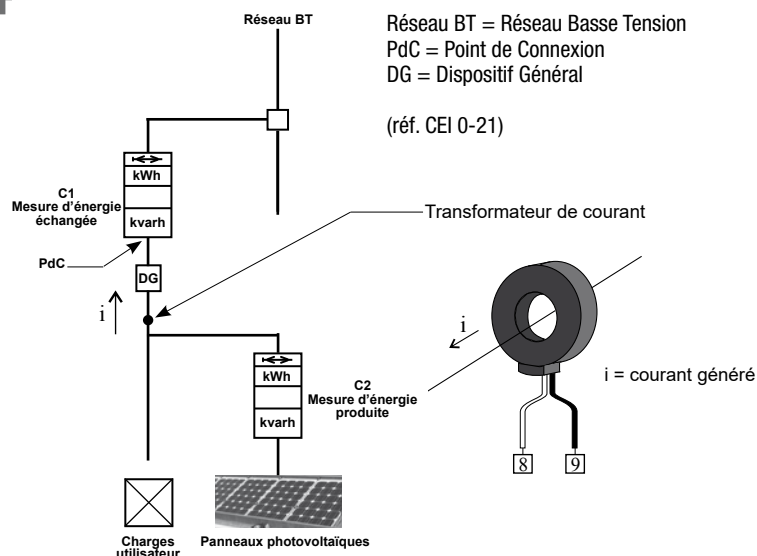 Réseau BT
Réseau BT = Réseau Basse Tension
PdC = Point de Connexion
DG = Dispositif Général
(réf. CEI 0-21)
kWh
kvarh
C1
Mesure d'énergie
échangée
PdC
DG
i
Transformateur de courant
kWh
kvarh
C2
Mesure d'énergie
produite
i
i = courant généré
8
9
Charges
utilisateur
Panneaux photovoltaïques